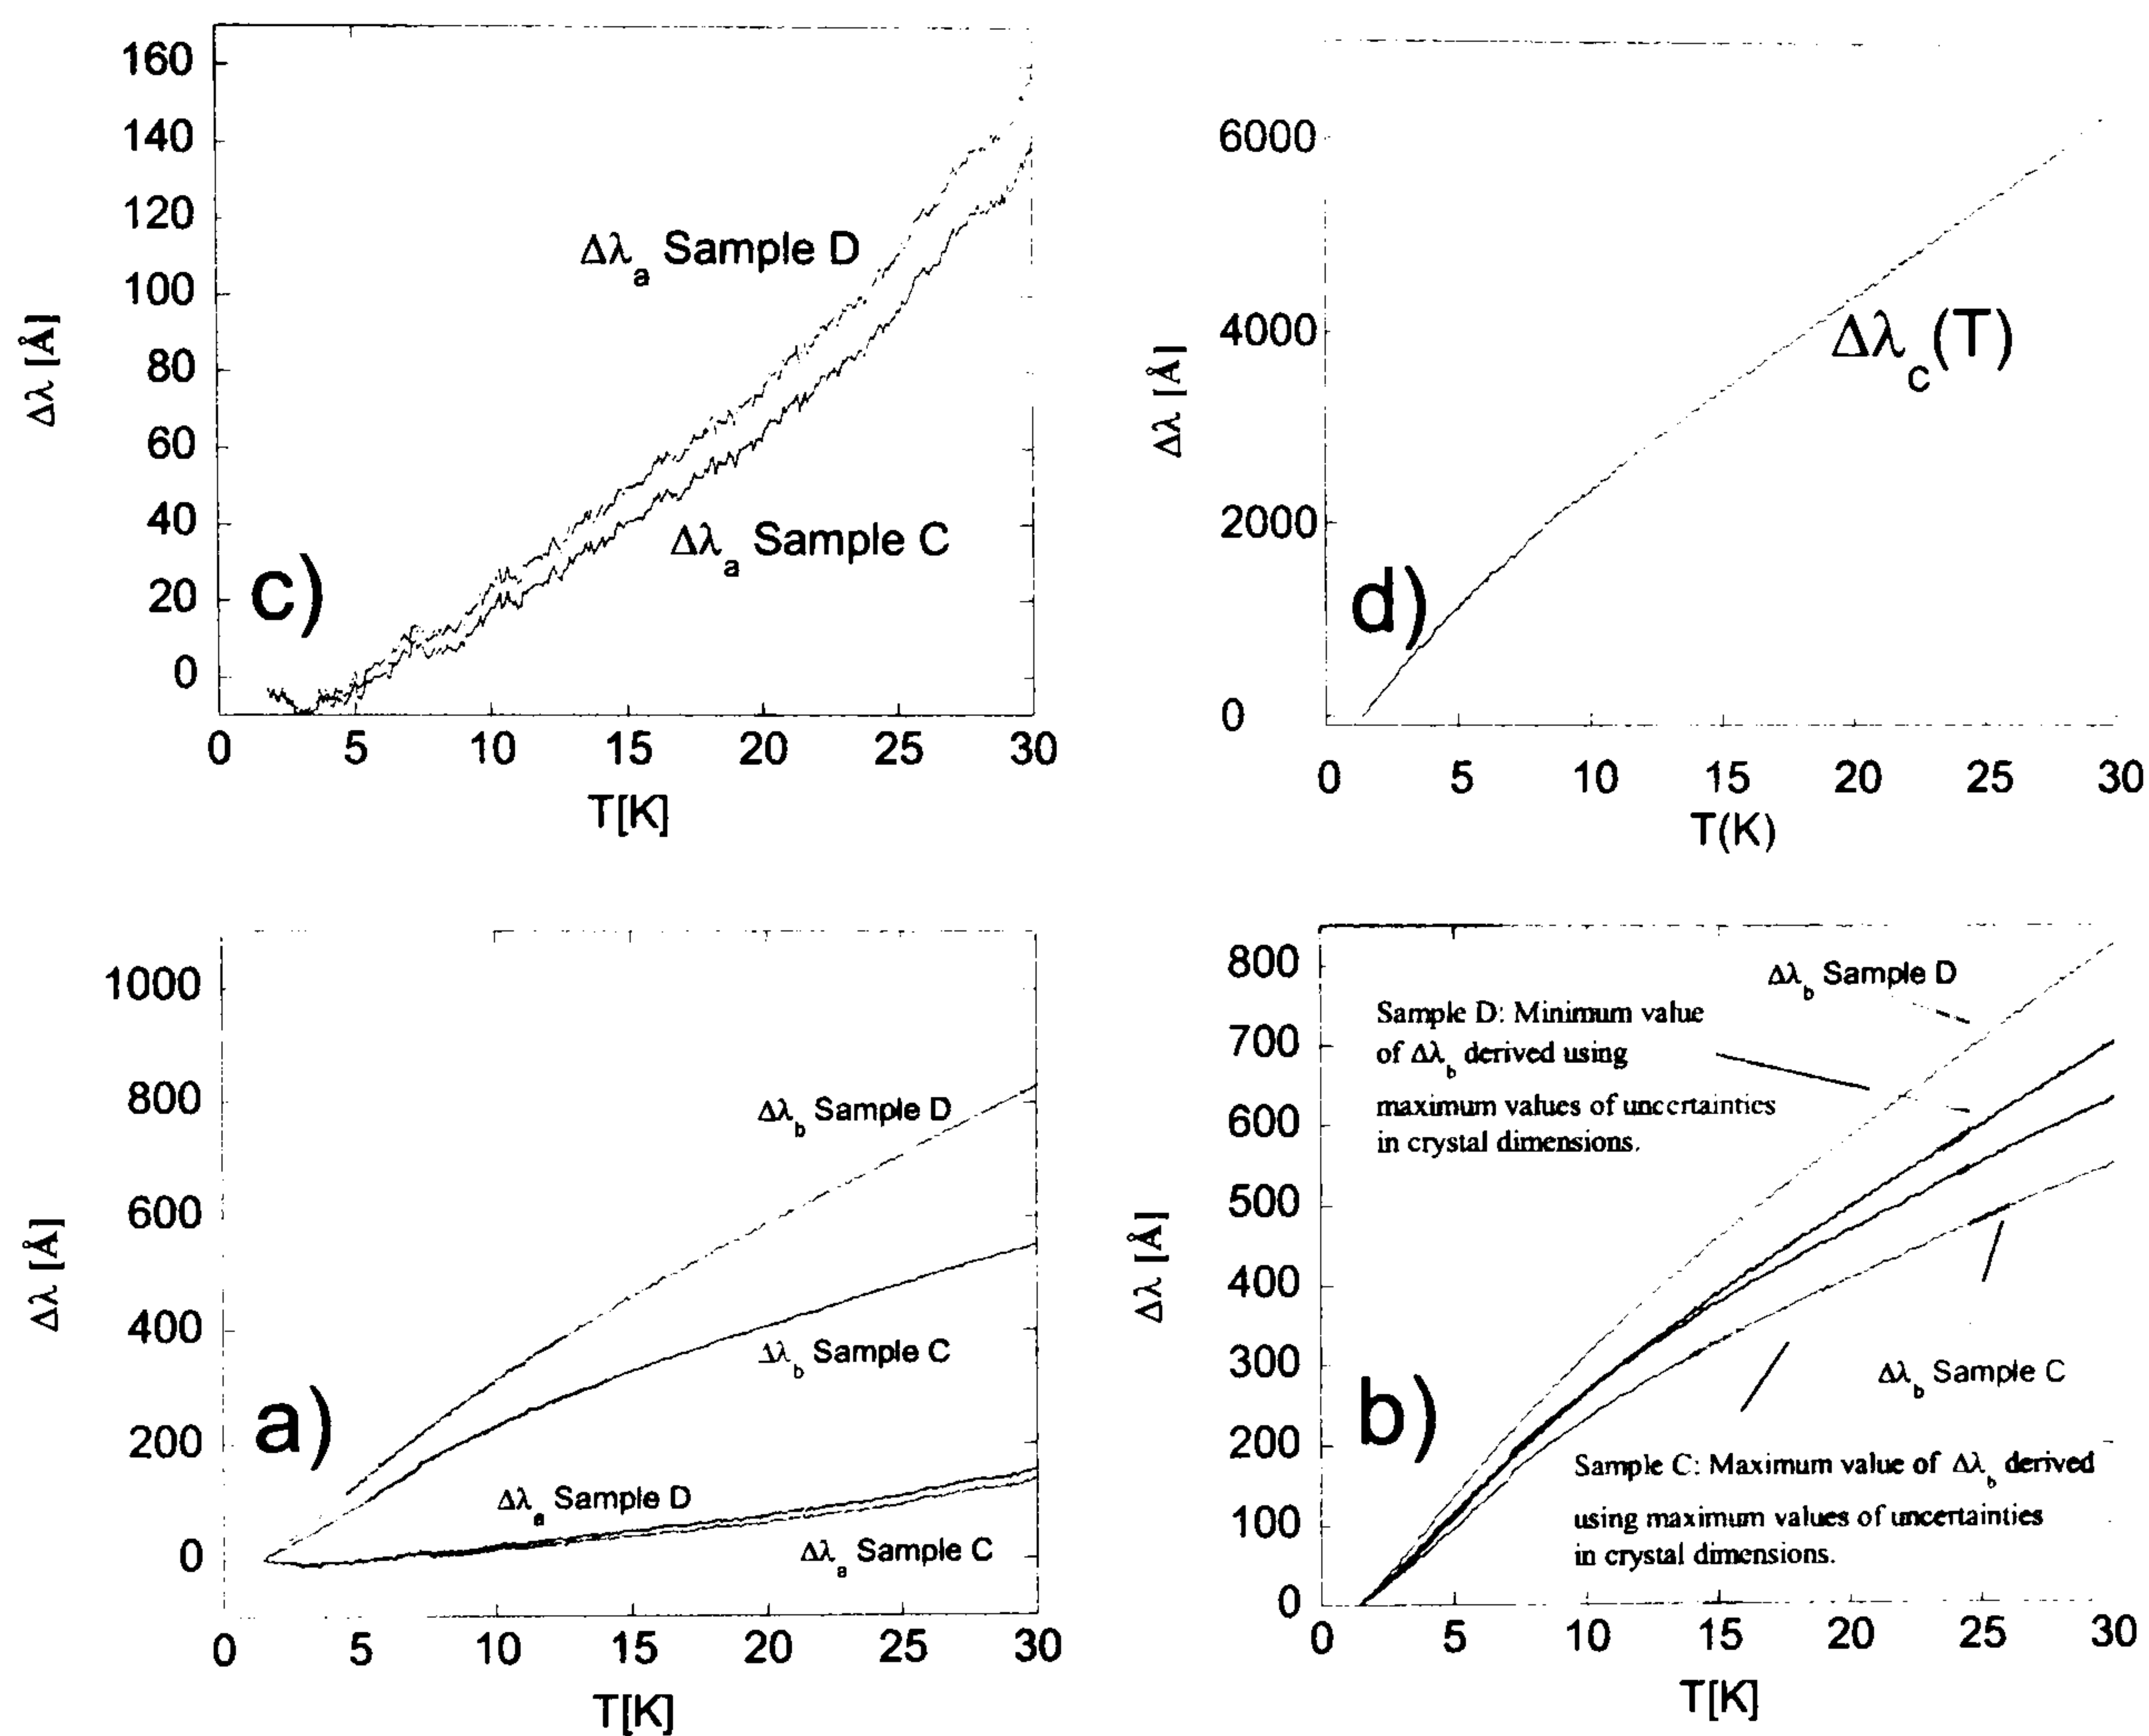 160
140
120
100
80
60
40
20
0
Δλ [Å]
Δλa Sample D
Δλa Sample C
c)
0 5 10 15 20 25 30
T[K]
6000
4000
2000
0
Δλ [Å]
Δλc(T)
d)
0 5 10 15 20 25 30
T(K)
1000
800
600
400
200
0
Δλ [Å]
Δλb Sample D
Δλb Sample C
a)
Δλa Sample D
Δλa Sample C
0 5 10 15 20 25 30
T[K]
800
700
600
500
400
300
200
100
0
Δλ [Å]
Δλb Sample D
Sample D: Minimum value
of Δλb derived using
maximum values of uncertainties
in crystal dimensions.
Δλb Sample C
b)
Sample C: Maximum value of Δλb derived
using maximum values of uncertainties
in crystal dimensions.
0 5 10 15 20 25 30
T[K]